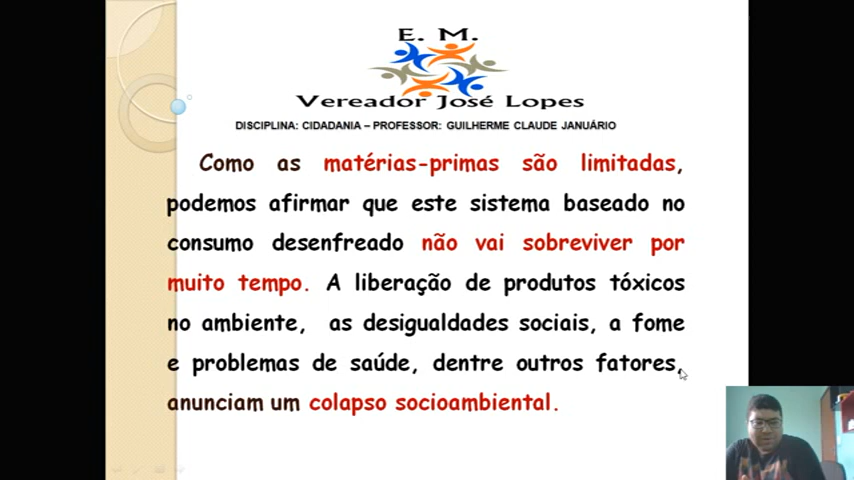 E. M.
Vereador José Lopes
DISCIPLINA: CIDADANIA – PROFESSOR: GUILHERME CLAUDE JANUÁRIO
Como as matérias-primas são limitadas,
podemos afirmar que este sistema baseado no
consumo desenfreado não vai sobreviver por
muito tempo. A liberação de produtos tóxicos
no ambiente, as desigualdades sociais, a fome
e problemas de saúde, dentre outros fatores,
anunciam um colapso socioambiental.